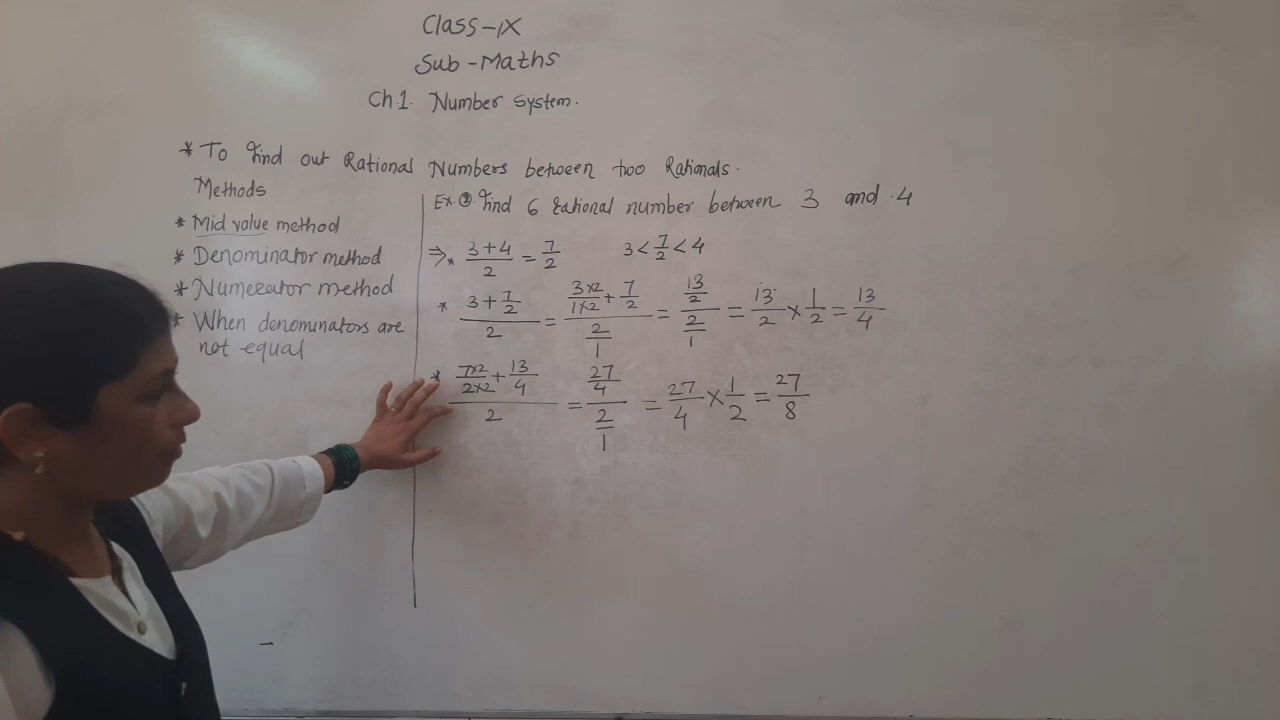 Class-IX
Sub-Maths
Ch.1. Number System.
* To find out Rational Numbers between two Rationals.
Methods
* Mid value method
* Denominator method
* Numerator method
* When denominators are
not equal
Ex.② find 6 Rational number between 3 and 4
⇒* (3+4)/2 = 7/2 3 < 7/2 < 4
* (3+7/2)/2 = ((3×2)/(1×2) + 7/2)/(2/1) = (13/2)/(2/1) = 13/2 × 1/2 = 13/4
* ((7×2)/(2×2) + 13/4)/2 = (27/4)/(2/1) = 27/4 × 1/2 = 27/8